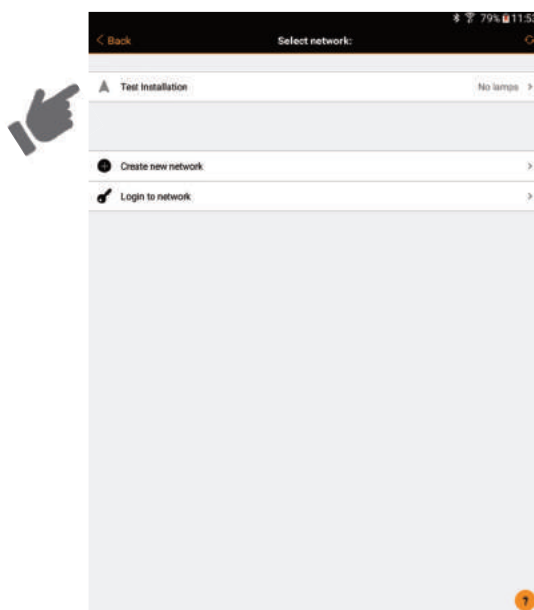 79% 11:53
< Back Select network:
Test Installation No lamps >
Create new network >
Login to network >
?